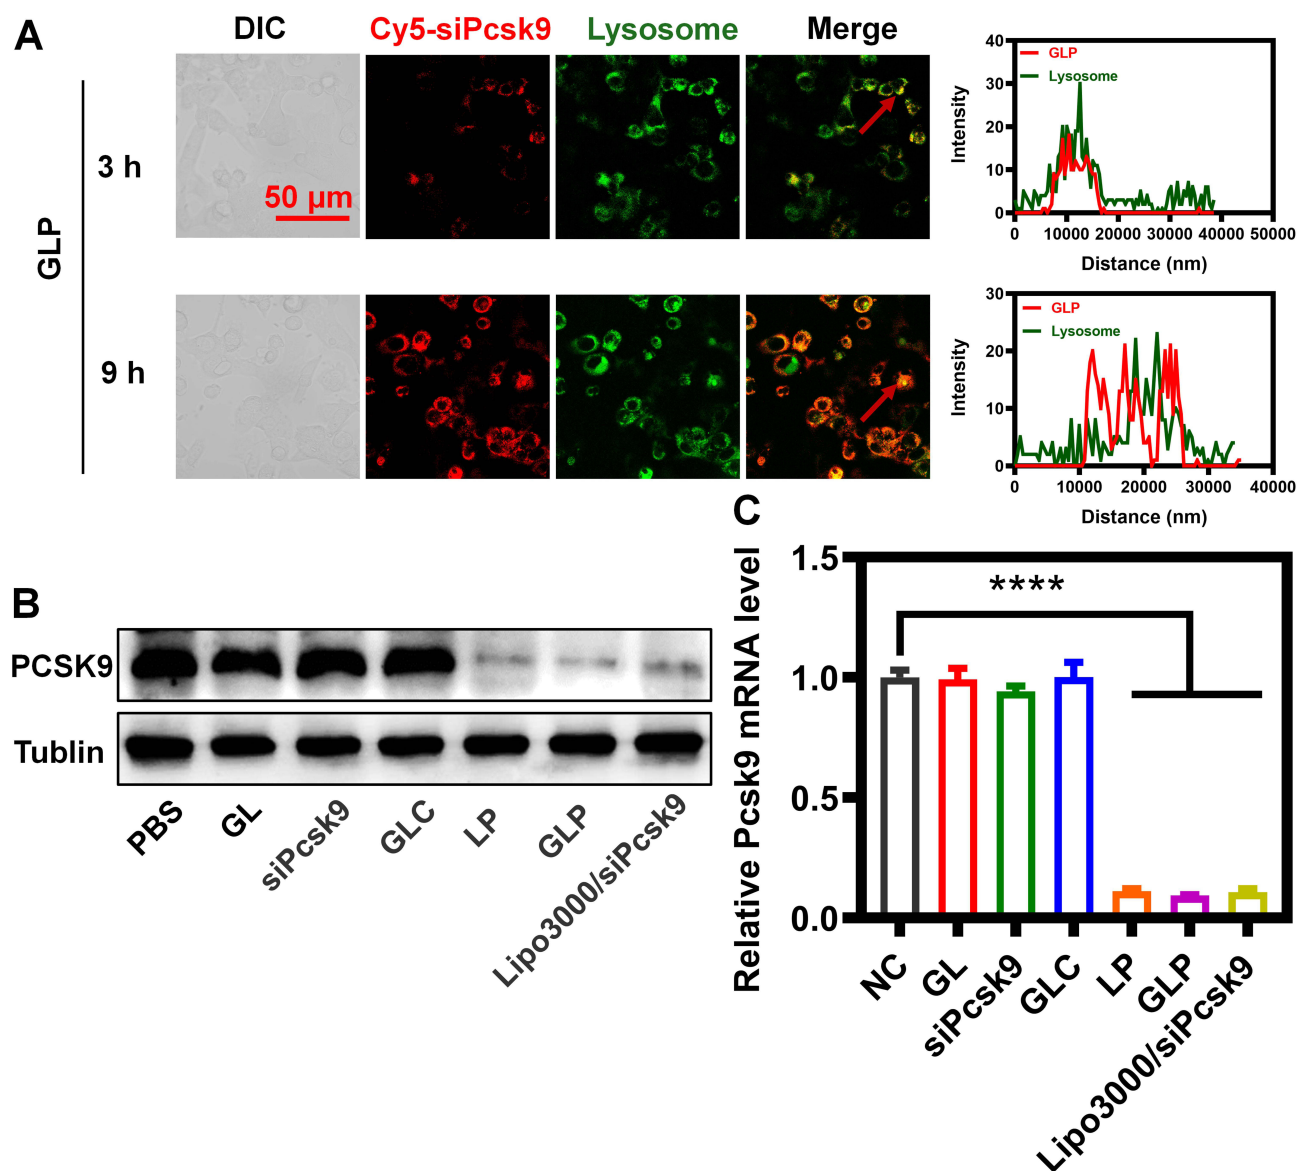 A
DIC
Cy5-siPcsk9
Lysosome
Merge
GLP
3 h
50 µm
9 h
40
30
20
10
0
Intensity
GLP
Lysosome
0
10000
20000
30000
40000
50000
Distance (nm)
30
20
10
0
Intensity
GLP
Lysosome
0
10000
20000
30000
40000
Distance (nm)
B
PCSK9
Tublin
PBS
GL
siPcsk9
GLC
LP
GLP
Lipo3000/siPcsk9
C
Relative Pcsk9 mRNA level
1.5
1.0
0.5
0.0
****
NC
GL
siPcsk9
GLC
LP
GLP
Lipo3000/siPcsk9